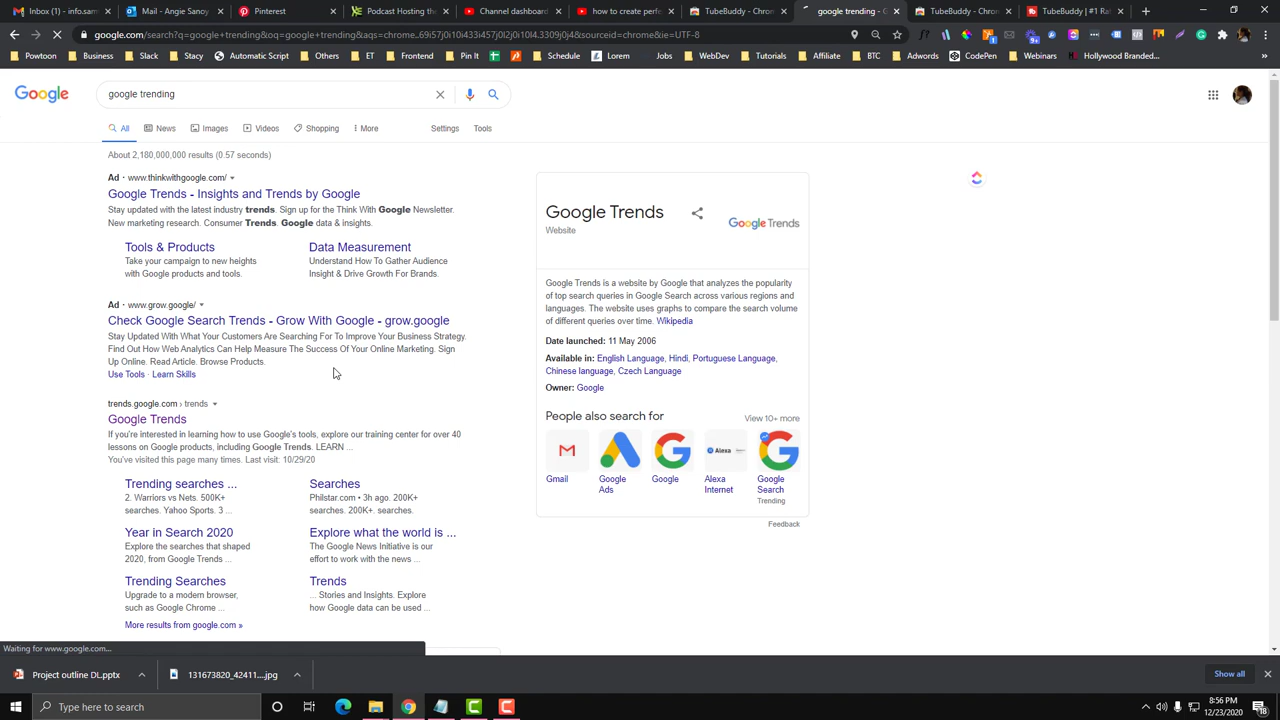 Inbox (1) - infosam
Mail - Angie Sanoy
Pinterest
Podcast Hosting th
Channel dashboard
how to create perfe
TubeBuddy - Chrom
google trending - G
TubeBuddy - Chrom
TubeBuddy | #1 Ra
google.com/search?q=google+trending&oq=google+trending&aqs=chrome..69i57j0i10i433i457j0l2j0i10l4.3309j0j4&sourceid=chrome&ie=UTF-8
Powtoon
Business
Slack
Stacy
Automatic Script
Others
ET
Frontend
Pin It
Schedule
Lorem
Jobs
WebDev
Tutorials
Affiliate
BTC
Adwords
CodePen
Webinars
Hollywood Branded...
Google
google trending
All
News
Images
Videos
Shopping
More
Settings
Tools
About 2,180,000,000 results (0.57 seconds)
Ad · www.thinkwithgoogle.com/
Google Trends - Insights and Trends by Google
Stay updated with the latest industry trends. Sign up for the Think With Google Newsletter.
New marketing research. Consumer Trends. Google data & insights.
Tools & Products
Take your campaign to new heights
with Google products and tools.
Data Measurement
Understand How To Gather Audience
Insight & Drive Growth For Brands.
Ad · www.grow.google/
Check Google Search Trends - Grow With Google - grow.google
Stay Updated With What Your Customers Are Searching For To Improve Your Business Strategy.
Find Out How Web Analytics Can Help Measure The Success Of Your Online Marketing. Sign
Up Online. Read Article. Browse Products.
Use Tools · Learn Skills
trends.google.com › trends
Google Trends
If you're interested in learning how to use Google's tools, explore our training center for over 40
lessons on Google products, including Google Trends. LEARN ...
You've visited this page many times. Last visit: 10/29/20
Trending searches ...
2. Warriors vs Nets. 500K+
searches. Yahoo Sports. 3 ...
Searches
Philstar.com • 3h ago. 200K+
searches. 200K+. searches.
Year in Search 2020
Explore the searches that shaped
2020, from Google Trends ...
Explore what the world is ...
The Google News Initiative is our
effort to work with the news ...
Trending Searches
Upgrade to a modern browser,
such as Google Chrome ...
Trends
... Stories and Insights. Explore
how Google data can be used ...
More results from google.com »
Google Trends
Website
Google Trends
Google Trends is a website by Google that analyzes the popularity
of top search queries in Google Search across various regions and
languages. The website uses graphs to compare the search volume
of different queries over time. Wikipedia
Date launched: 11 May 2006
Available in: English Language, Hindi, Portuguese Language,
Chinese language, Czech Language
Owner: Google
People also search for
View 10+ more
Alexa
Gmail
Google
Ads
Google
Alexa
Internet
Google
Search
Trending
Feedback
Waiting for www.google.com...
Project outline DL.pptx
131673820_42411....jpg
Show all
Type here to search
8:56 PM
12/23/2020
18